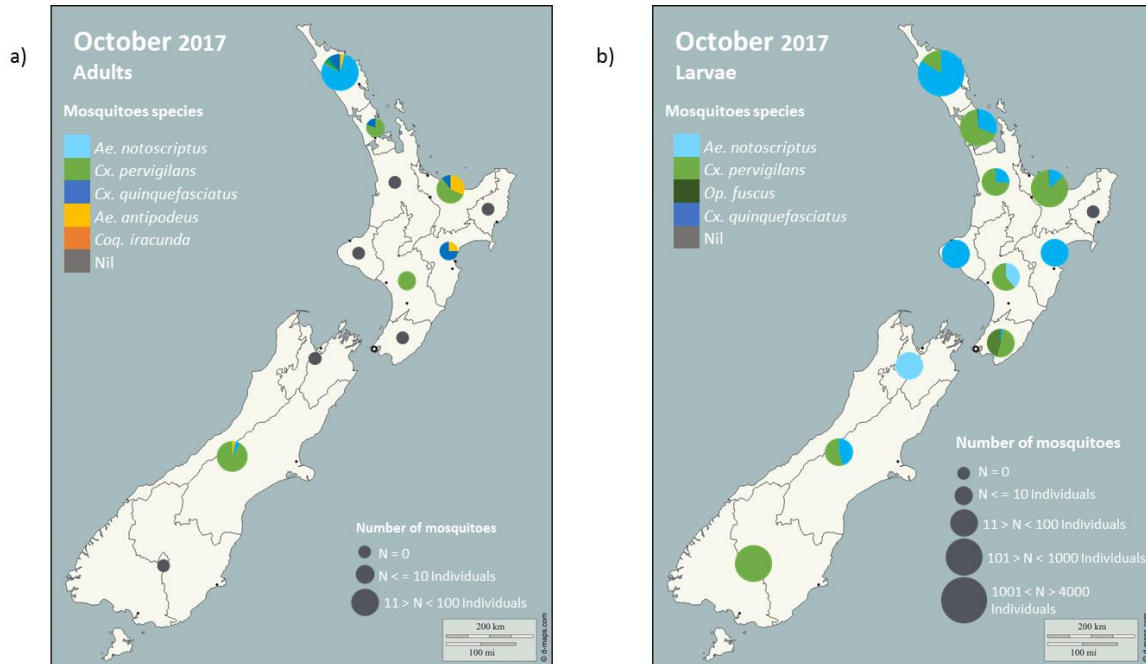 a)
October 2017
Adults
Mosquitoes species
Ae. notoscriptus
Cx. pervigilans
Cx. quinquefasciatus
Ae. antipodeus
Coq. iracunda
Nil
Number of mosquitoes
N = 0
N < = 10 Individuals
11 > N < 100 Individuals
200 km
100 mi
© d-maps.com
b)
October 2017
Larvae
Mosquitoes species
Ae. notoscriptus
Cx. pervigilans
Op. fuscus
Cx. quinquefasciatus
Nil
Number of mosquitoes
N = 0
N < = 10 Individuals
11 > N < 100 Individuals
101 > N < 1000 Individuals
1001 < N > 4000
Individuals
200 km
100 mi
© d-maps.com